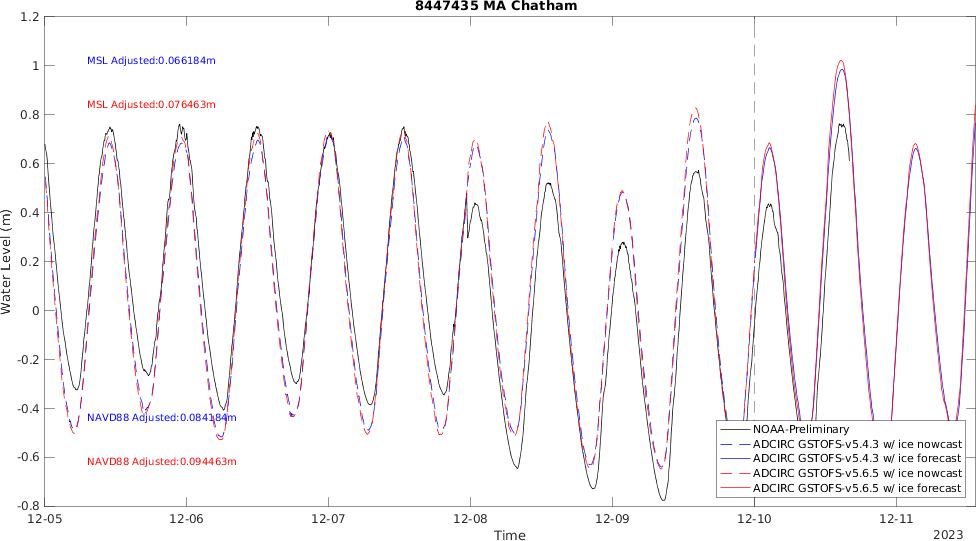 8447435 MA Chatham
1.2
1
0.8
0.6
0.4
0.2
0
-0.2
-0.4
-0.6
-0.8
Water Level (m)
MSL Adjusted:0.066184m
MSL Adjusted:0.076463m
NAVD88 Adjusted:0.084184m
NAVD88 Adjusted:0.094463m
NOAA-Preliminary
ADCIRC GSTOFS-v5.4.3 w/ ice nowcast
ADCIRC GSTOFS-v5.4.3 w/ ice forecast
ADCIRC GSTOFS-v5.6.5 w/ ice nowcast
ADCIRC GSTOFS-v5.6.5 w/ ice forecast
12-05 12-06 12-07 12-08 12-09 12-10 12-11
Time
2023